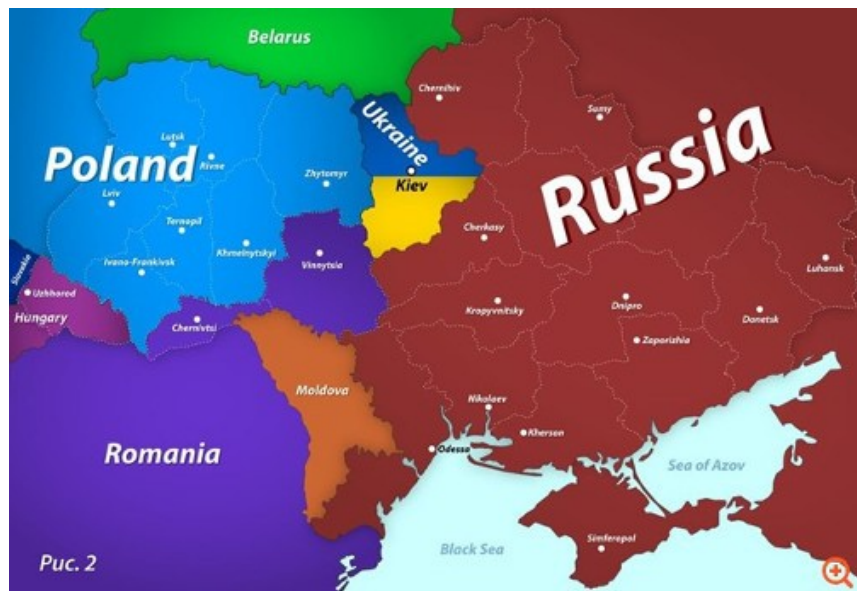 Belarus
Chernihiv
Sumy
Ukraine
Russia
Lutsk
Poland
Rivne
Zhytomyr
Kiev
Lviv
Ternopil
Cherkasy
Khmelnytskyi
Ivano-Frankivsk
Vinnytsia
Luhansk
Slovakia
Uzhhorod
Hungary
Chernivtsi
Kropyvnitsky
Dnipro
Donetsk
Zaporizhia
Moldova
Nikolaev
Kherson
Odessa
Romania
Sea of Azov
Simferopol
Black Sea
Рис. 2